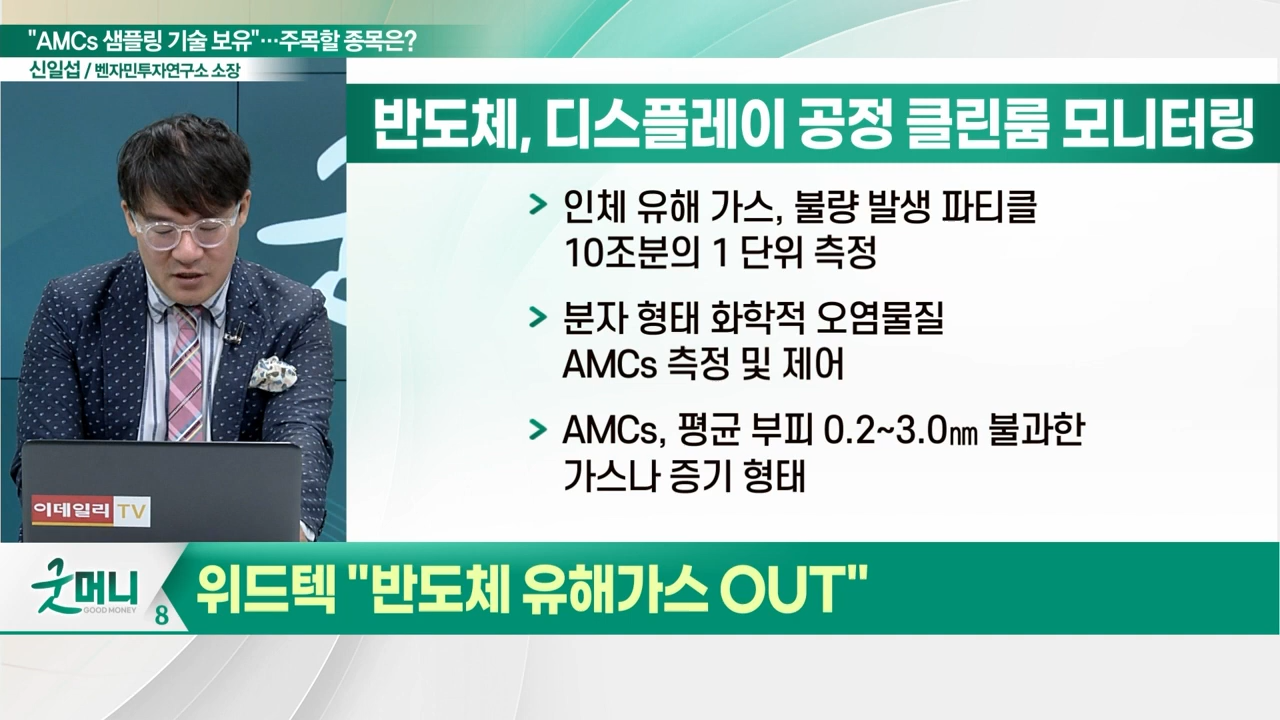 "AMCs 샘플링 기술 보유"…주목할 종목은?
신일섭 / 벤자민투자연구소 소장
반도체, 디스플레이 공정 클린룸 모니터링
> 인체 유해 가스, 불량 발생 파티클
10조분의 1 단위 측정
> 분자 형태 화학적 오염물질
AMCs 측정 및 제어
> AMCs, 평균 부피 0.2~3.0㎚ 불과한
가스나 증기 형태
이데일리 TV
굿머니
GOOD MONEY
8
위드텍 "반도체 유해가스 OUT"